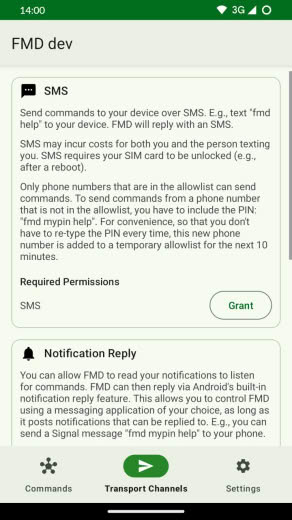 14:00
3G
FMD dev
SMS
Send commands to your device over SMS. E.g., text "fmd
help" to your device. FMD will reply with an SMS.
SMS may incur costs for both you and the person texting
you. SMS requires your SIM card to be unlocked (e.g.,
after a reboot).
Only phone numbers that are in the allowlist can send
commands. To send commands from a phone number
that is not in the allowlist, you have to include the PIN:
"fmd mypin help". For convenience, so that you don't
have to re-type the PIN every time, this new phone
number is added to a temporary allowlist for the next 10
minutes.
Required Permissions
SMS
Grant
Notification Reply
You can allow FMD to read your notifications to listen
for commands. FMD can then reply via Android's built-in
notification reply feature. This allows you to control FMD
using a messaging application of your choice, as long as
it posts notifications that can be replied to. E.g., you can
send a Signal message "fmd mypin help" to your phone.
Commands
Transport Channels
Settings